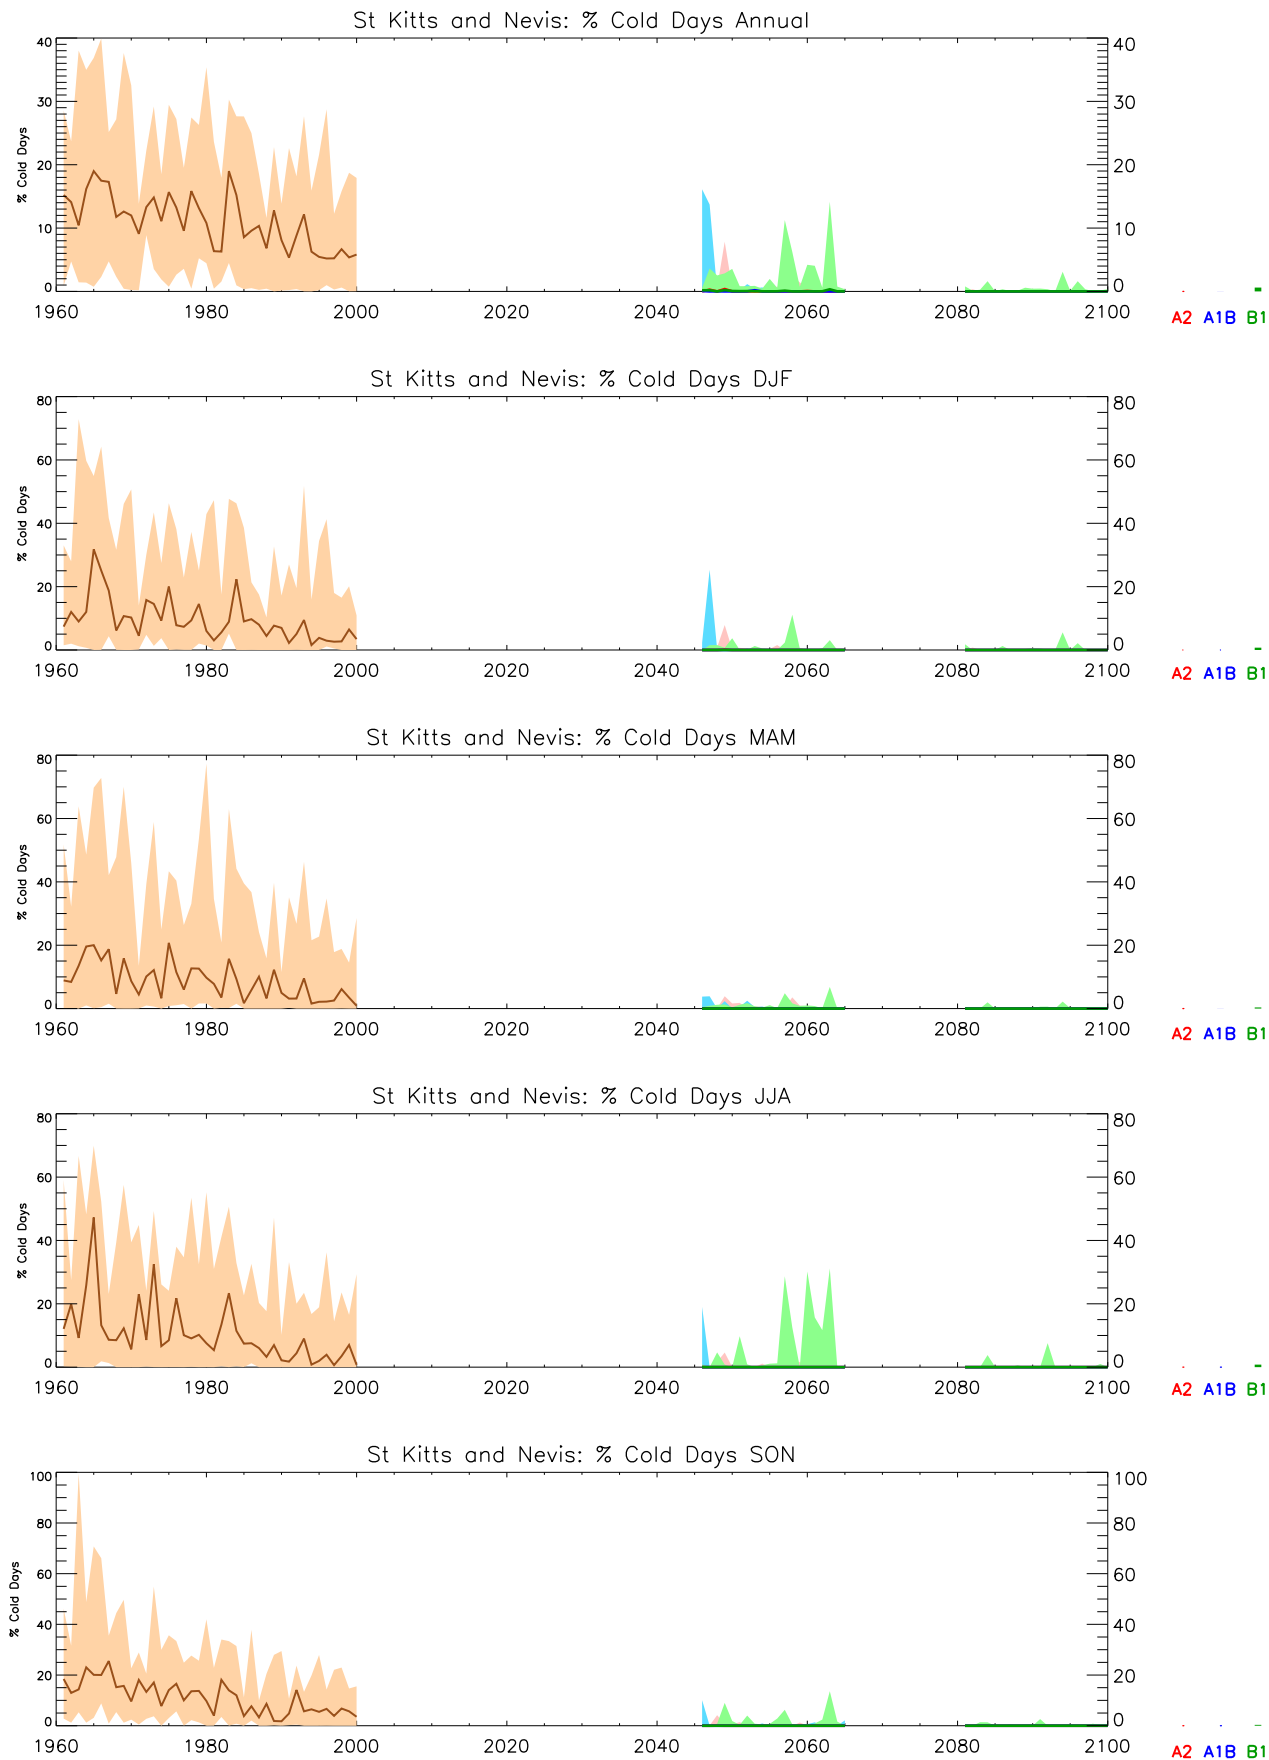 St Kitts and Nevis: % Cold Days Annual
40 40
30 30
20 20
10 10
0 0
% Cold Days
1960 1980 2000 2020 2040 2060 2080 2100
A2 A1B B1
St Kitts and Nevis: % Cold Days DJF
80 80
60 60
40 40
20 20
0 0
% Cold Days
1960 1980 2000 2020 2040 2060 2080 2100
A2 A1B B1
St Kitts and Nevis: % Cold Days MAM
80 80
60 60
40 40
20 20
0 0
% Cold Days
1960 1980 2000 2020 2040 2060 2080 2100
A2 A1B B1
St Kitts and Nevis: % Cold Days JJA
80 80
60 60
40 40
20 20
0 0
% Cold Days
1960 1980 2000 2020 2040 2060 2080 2100
A2 A1B B1
St Kitts and Nevis: % Cold Days SON
100 100
80 80
60 60
40 40
20 20
0 0
% Cold Days
1960 1980 2000 2020 2040 2060 2080 2100
A2 A1B B1